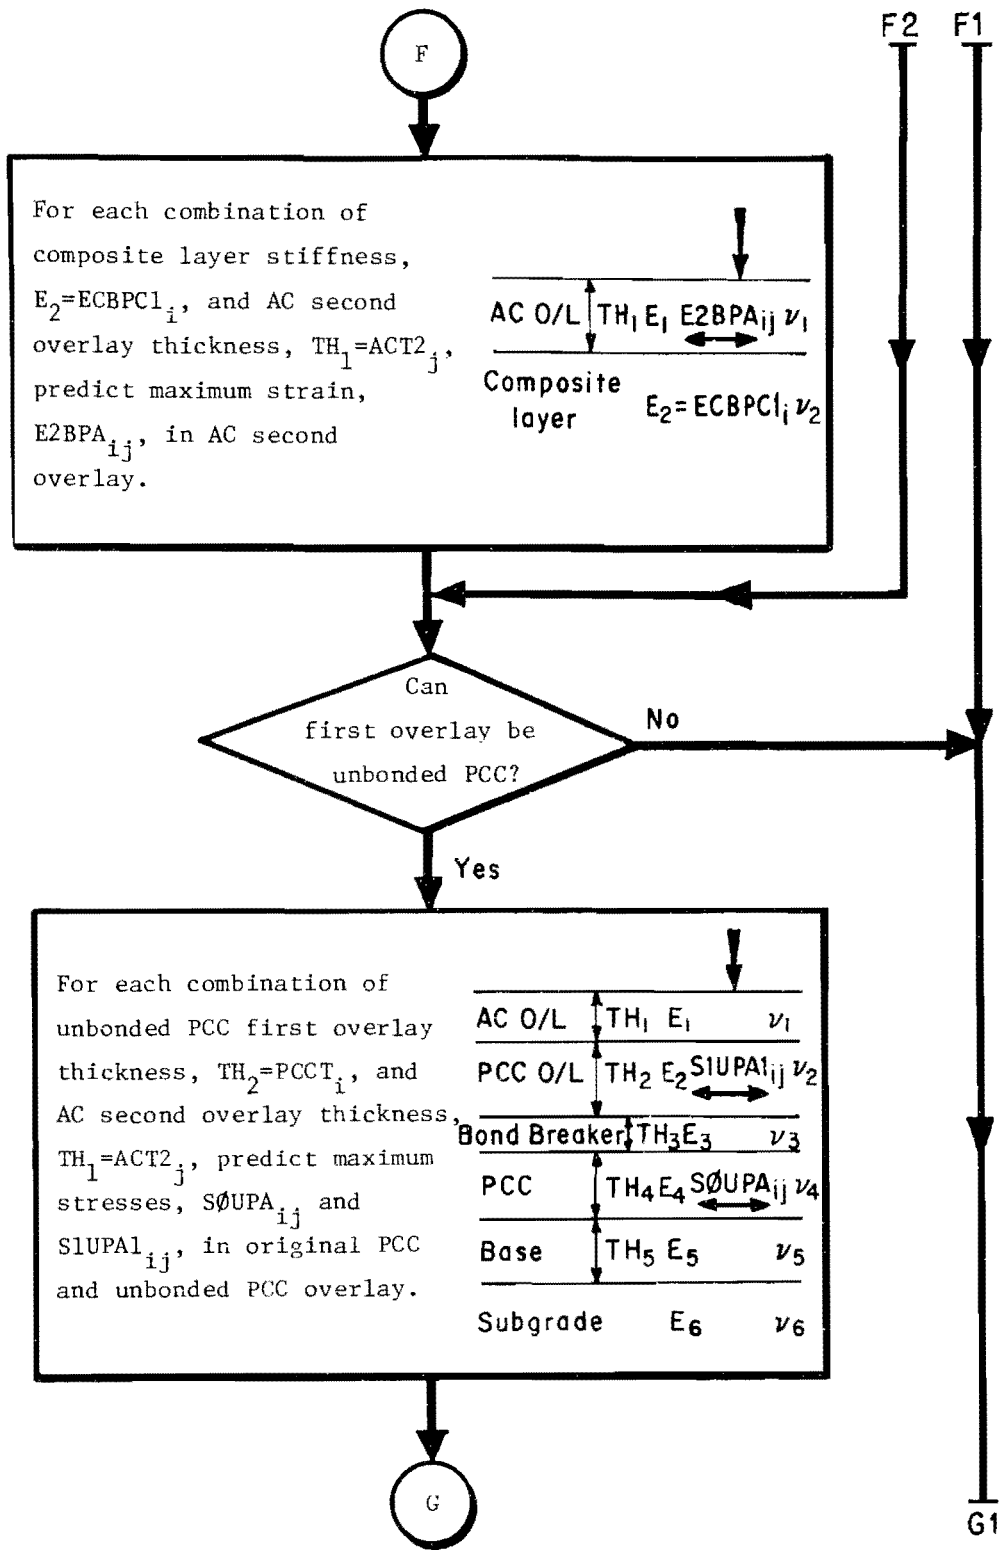 F2 F1
F
For each combination of
composite layer stiffness,
E₂=ECBPC1ᵢ, and AC second
overlay thickness, TH₁=ACT2ⱼ,
predict maximum strain,
E2BPAᵢⱼ, in AC second
overlay.
AC O/L TH₁ E₁ E2BPAᵢⱼ ν₁
Composite
layer E₂=ECBPC1ᵢ ν₂
Can
first overlay be
unbonded PCC?
No
Yes
For each combination of
unbonded PCC first overlay
thickness, TH₂=PCCTᵢ, and
AC second overlay thickness,
TH₁=ACT2ⱼ, predict maximum
stresses, SØUPAᵢⱼ and
S1UPA1ᵢⱼ, in original PCC
and unbonded PCC overlay.
AC O/L TH₁ E₁ ν₁
PCC O/L TH₂ E₂ S1UPA1ᵢⱼ ν₂
Bond Breaker TH₃ E₃ ν₃
PCC TH₄ E₄ SØUPAᵢⱼ ν₄
Base TH₅ E₅ ν₅
Subgrade E₆ ν₆
G
G1